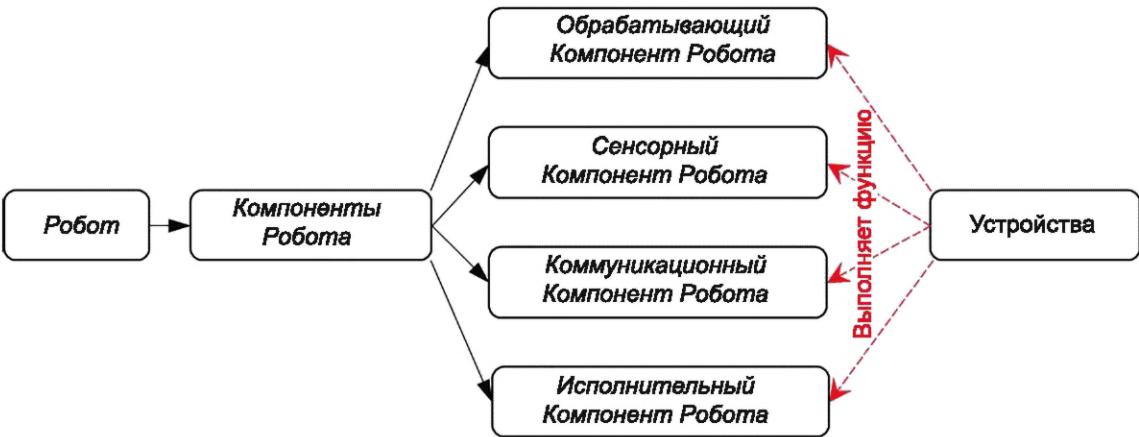 Робот
Компоненты
Робота
Обрабатывающий
Компонент Робота
Сенсорный
Компонент Робота
Коммуникационный
Компонент Робота
Исполнительный
Компонент Робота
Выполняет функцию
Устройства